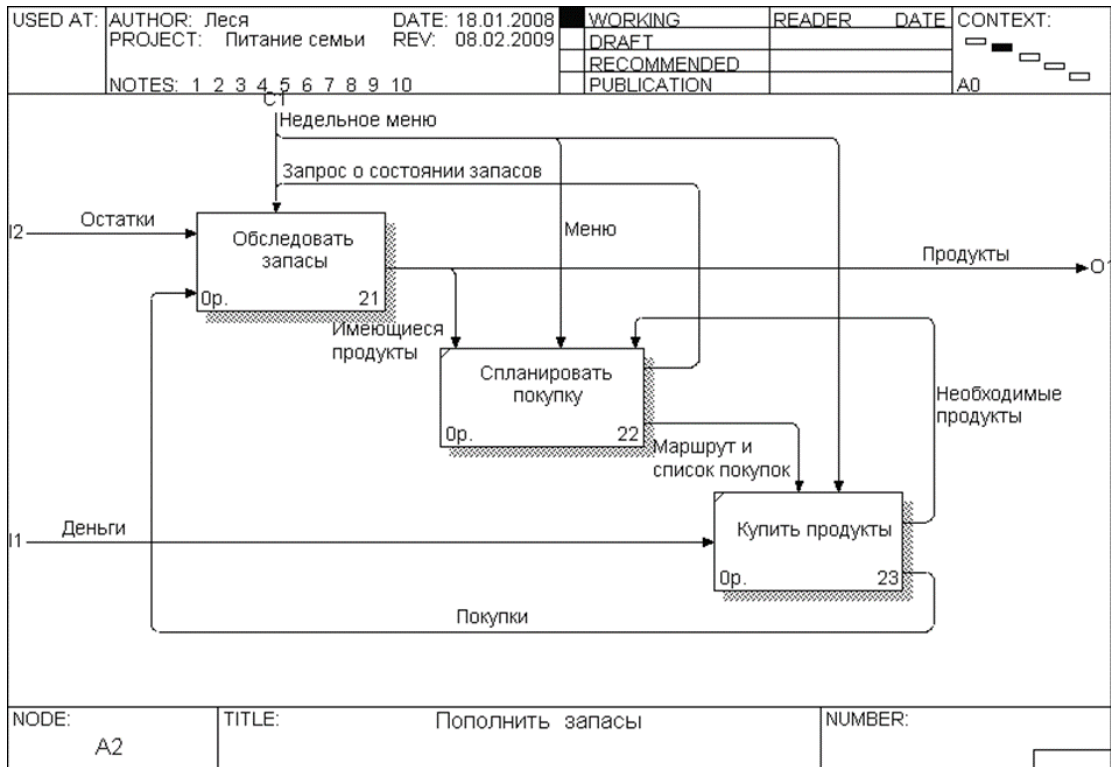 USED AT:
AUTHOR: Леся
DATE: 18.01.2008
PROJECT: Питание семьи
REV: 08.02.2009
NOTES: 1 2 3 4 5 6 7 8 9 10
WORKING
DRAFT
RECOMMENDED
PUBLICATION
READER DATE
CONTEXT:
A0
C1
Недельное меню
Запрос о состоянии запасов
Остатки
I2
Обследовать
запасы
0р. 21
Меню
Продукты
O1
Имеющиеся
продукты
Спланировать
покупку
0р. 22
Необходимые
продукты
Маршрут и
список покупок
Деньги
I1
Купить продукты
0р. 23
Покупки
NODE:
A2
TITLE:
Пополнить запасы
NUMBER: